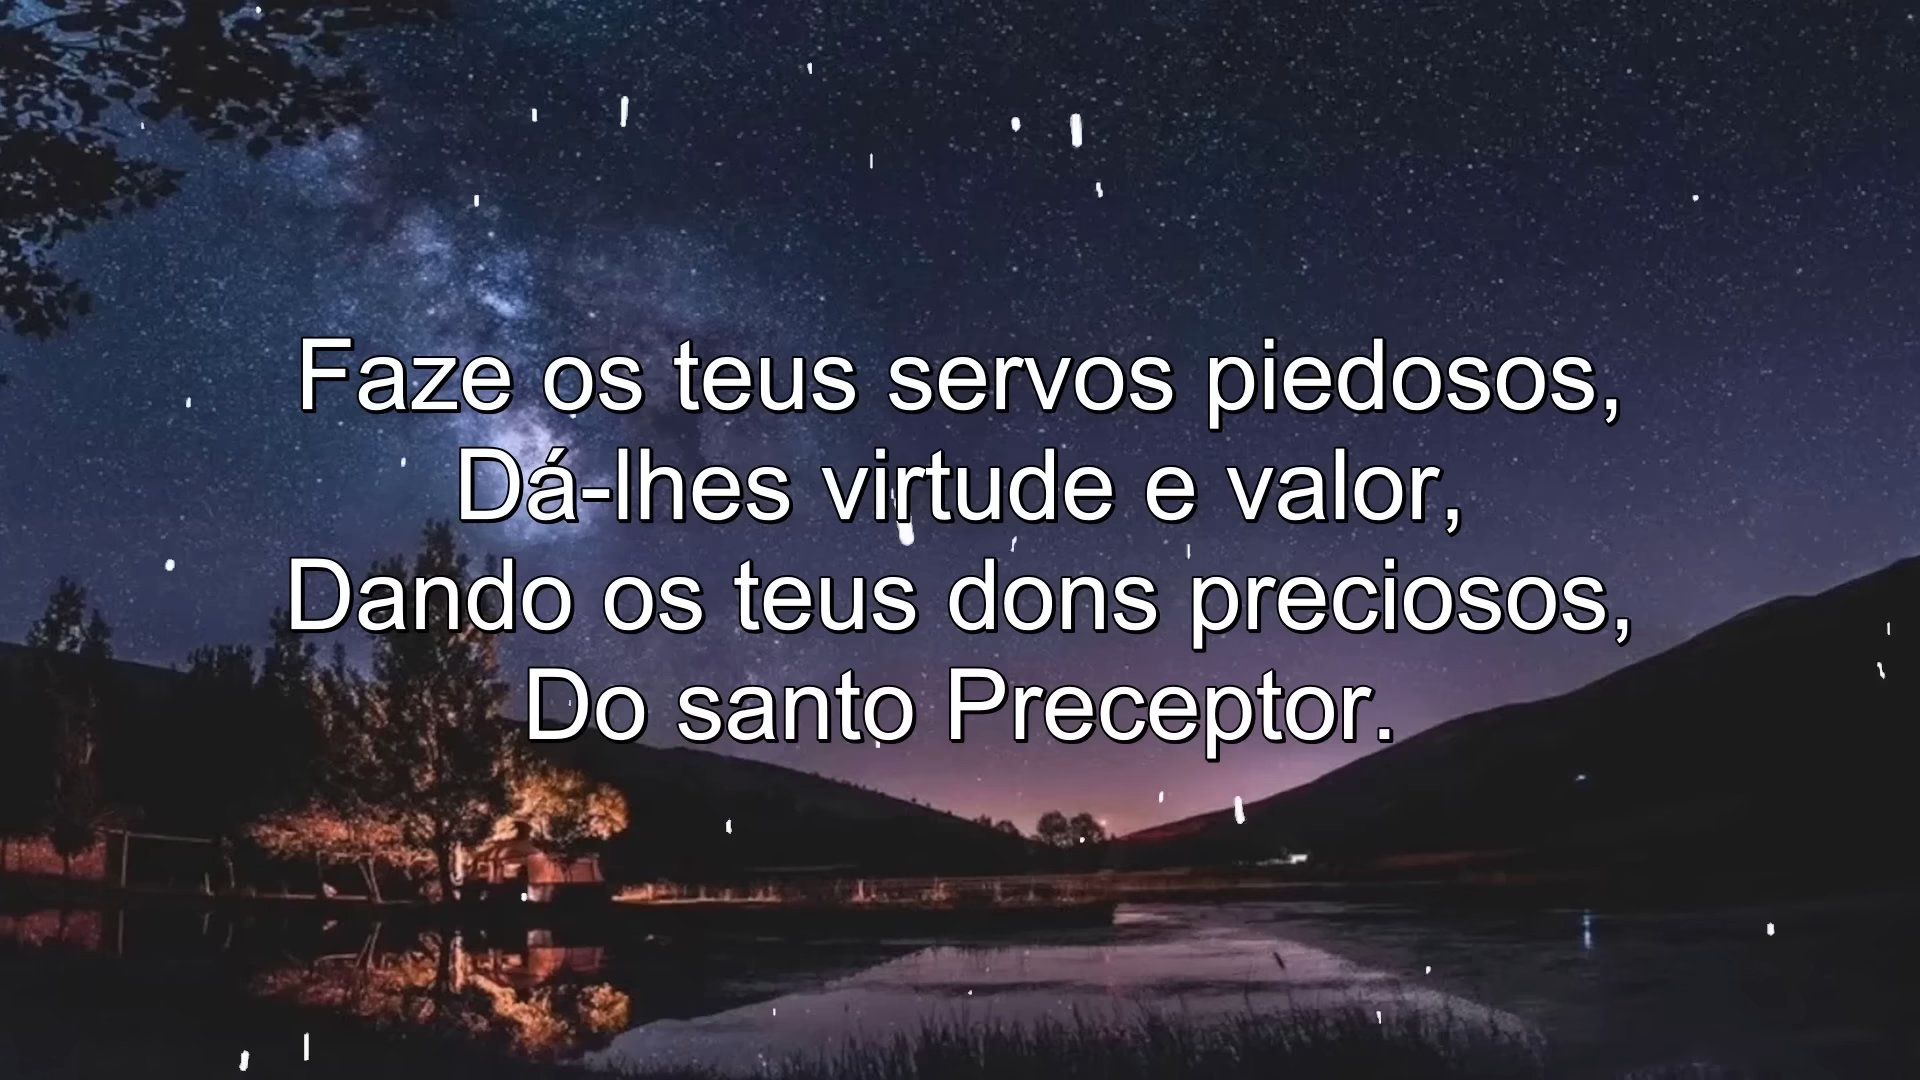 Faze os teus servos piedosos,
Dá-lhes virtude e valor,
Dando os teus dons preciosos,
Do santo Preceptor.